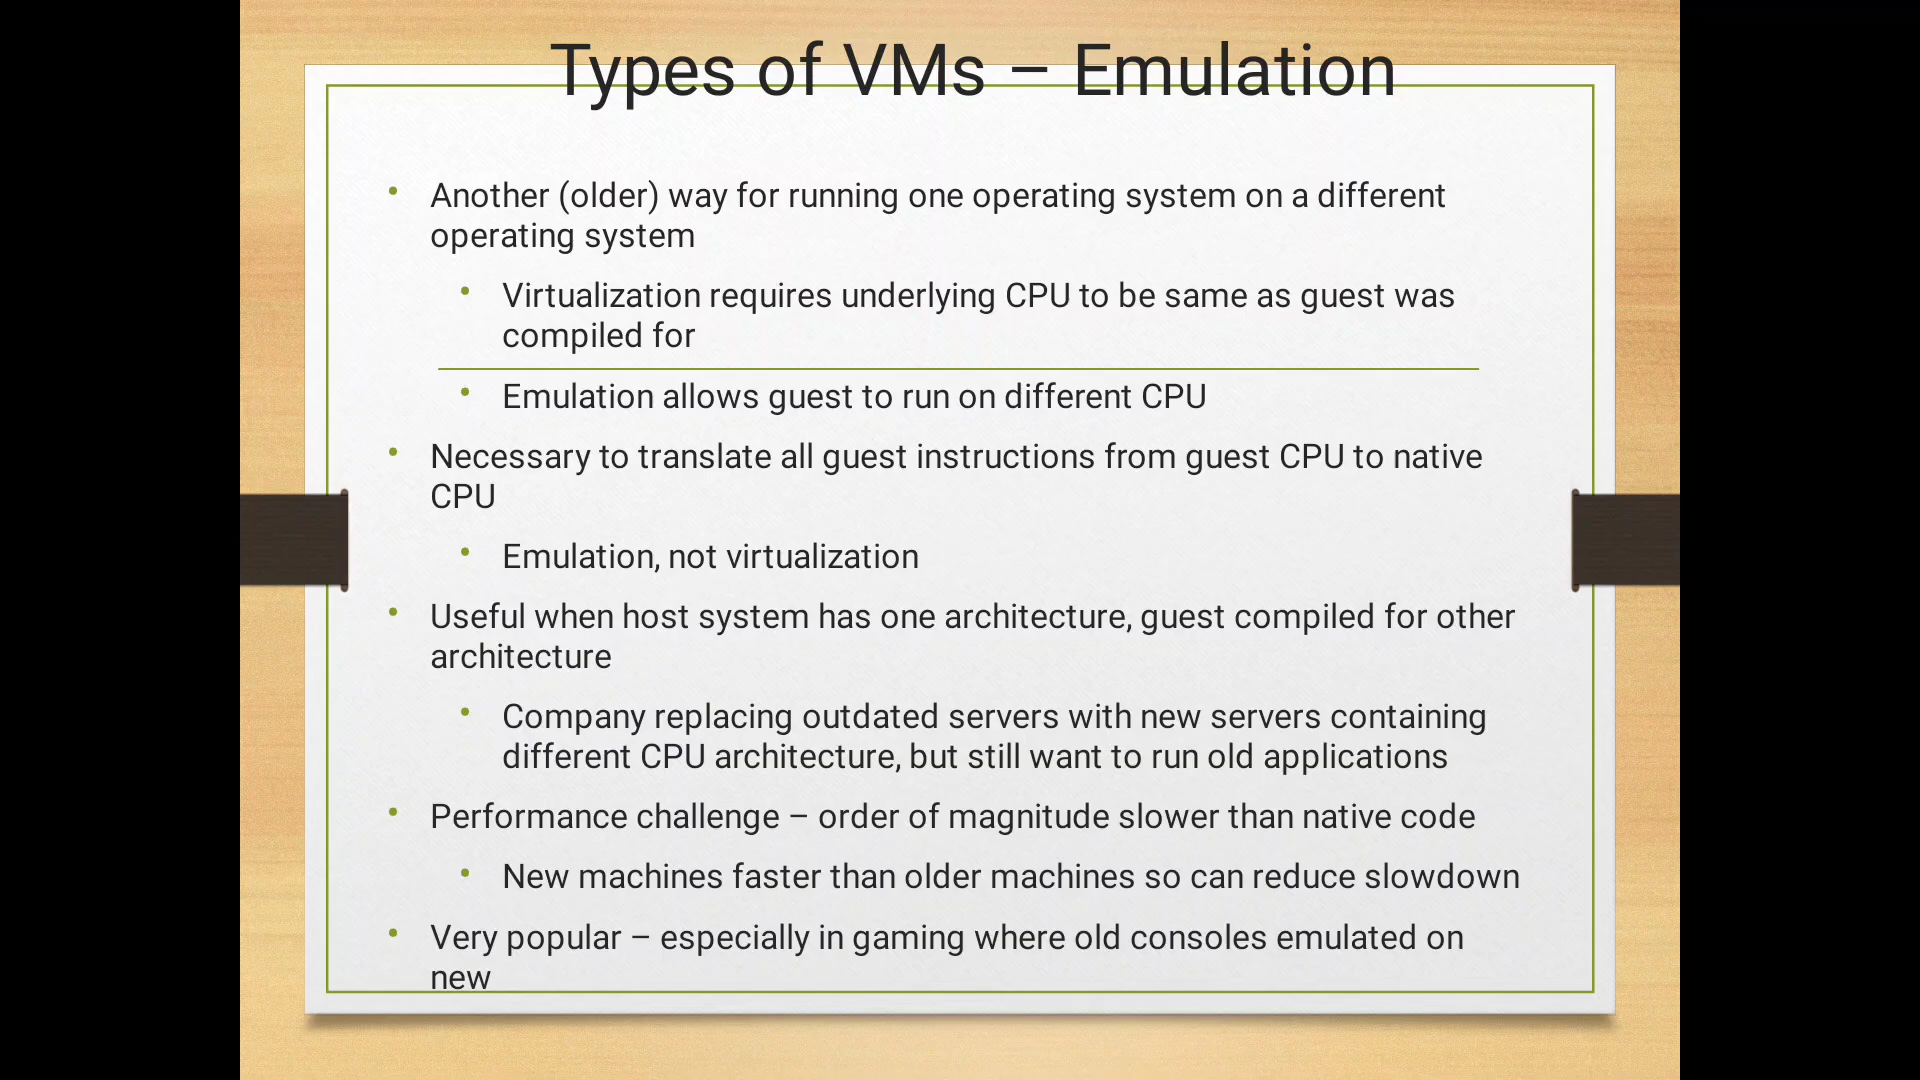 Types of VMs – Emulation
• Another (older) way for running one operating system on a different
operating system
• Virtualization requires underlying CPU to be same as guest was
compiled for
• Emulation allows guest to run on different CPU
• Necessary to translate all guest instructions from guest CPU to native
CPU
• Emulation, not virtualization
• Useful when host system has one architecture, guest compiled for other
architecture
• Company replacing outdated servers with new servers containing
different CPU architecture, but still want to run old applications
• Performance challenge – order of magnitude slower than native code
• New machines faster than older machines so can reduce slowdown
• Very popular – especially in gaming where old consoles emulated on
new